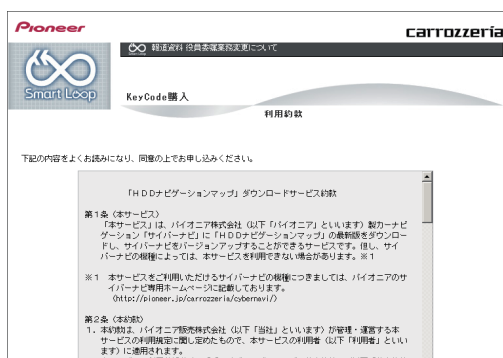 Pioneer
carrozzeria
Smart Loop
報道資料 役員委嘱業務変更について
KeyCode購入
利用約款
下記の内容をよくお読みになり、同意の上でお申し込みください。
「HDDナビゲーションマップ」ダウンロードサービス約款
第1条（本サービス）
「本サービス」は、パイオニア株式会社（以下「パイオニア」といいます）製カーナビ
ゲーション「サイバーナビ」に「HDDナビゲーションマップ」の最新版をダウンロー
ドし、サイバーナビをバージョンアップすることができるサービスです。但し、サイ
バーナビの機種によっては、本サービスを利用できない場合があります。※1
※1　本サービスをご利用いただけるサイバーナビの機種につきましては、パイオニアのサ
イバーナビ専用ホームページに記載しております。
（http://pioneer.jp/carrozzeria/cybernavi/）
第2条（本約款）
1．本約款は、パイオニア販売株式会社（以下「当社」といいます）が管理・運営する本
サービスの利用規定に関し定めたもので、本サービスの利用者（以下「利用者」といい
ます）に適用されます。